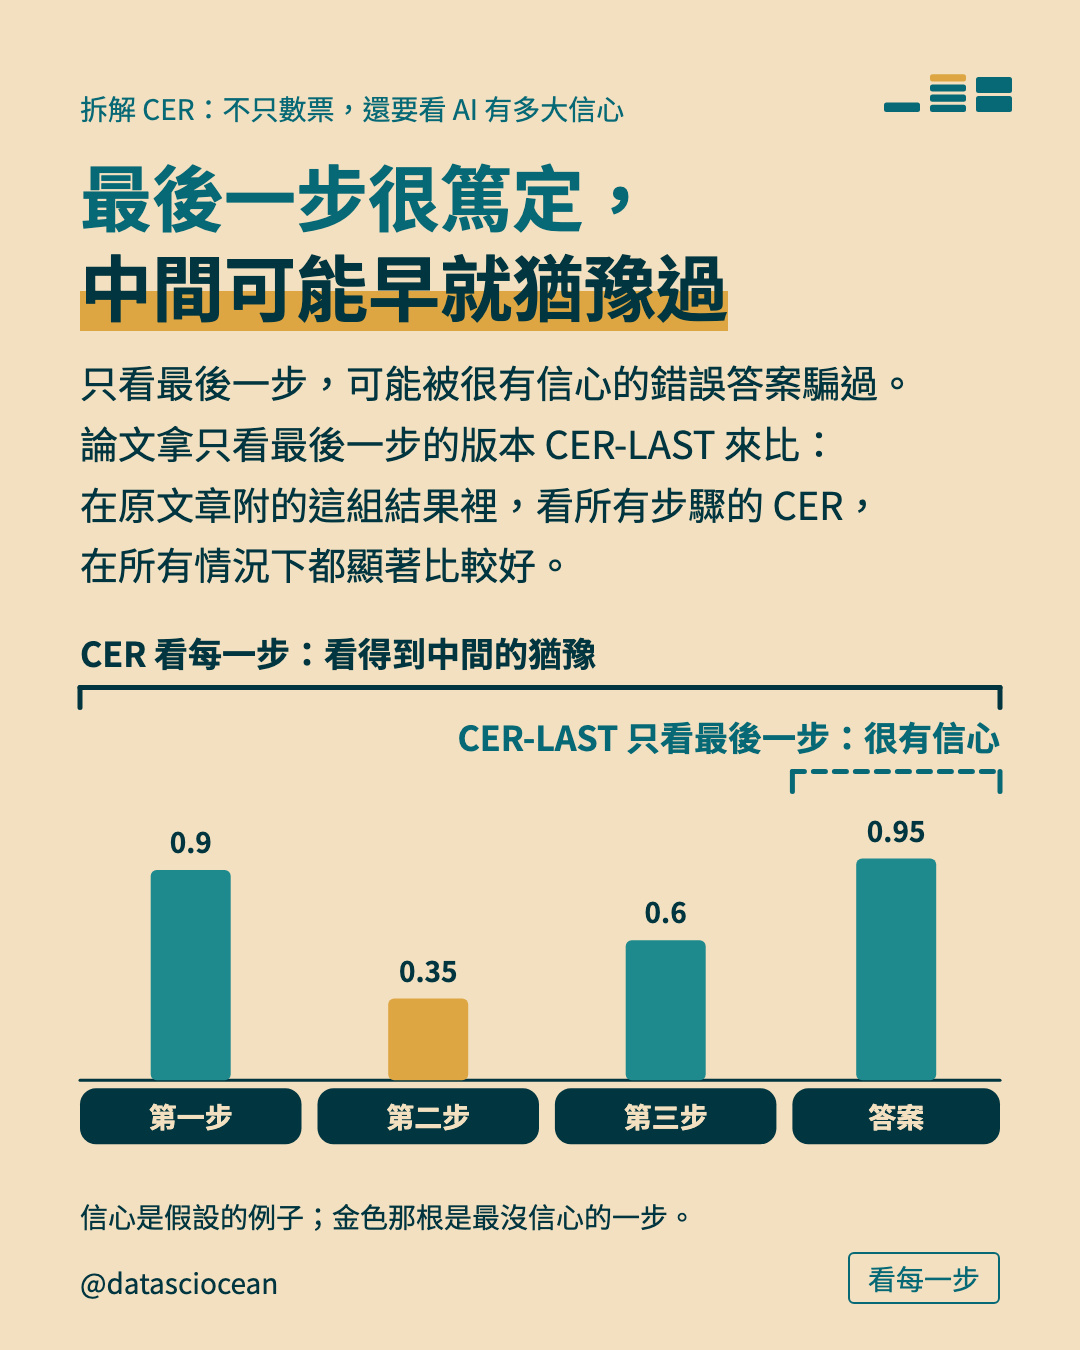 拆解 CER：不只數票，還要看 AI 有多大信心
最後一步很篤定，
中間可能早就猶豫過
只看最後一步，可能被很有信心的錯誤答案騙過。
論文拿只看最後一步的版本 CER-LAST 來比：
在原文章附的這組結果裡，看所有步驟的 CER，
在所有情況下都顯著比較好。
CER 看每一步：看得到中間的猶豫
CER-LAST 只看最後一步：很有信心
0.9
0.35
0.6
0.95
第一步
第二步
第三步
答案
信心是假設的例子；金色那根是最沒信心的一步。
@datasciocean
看每一步